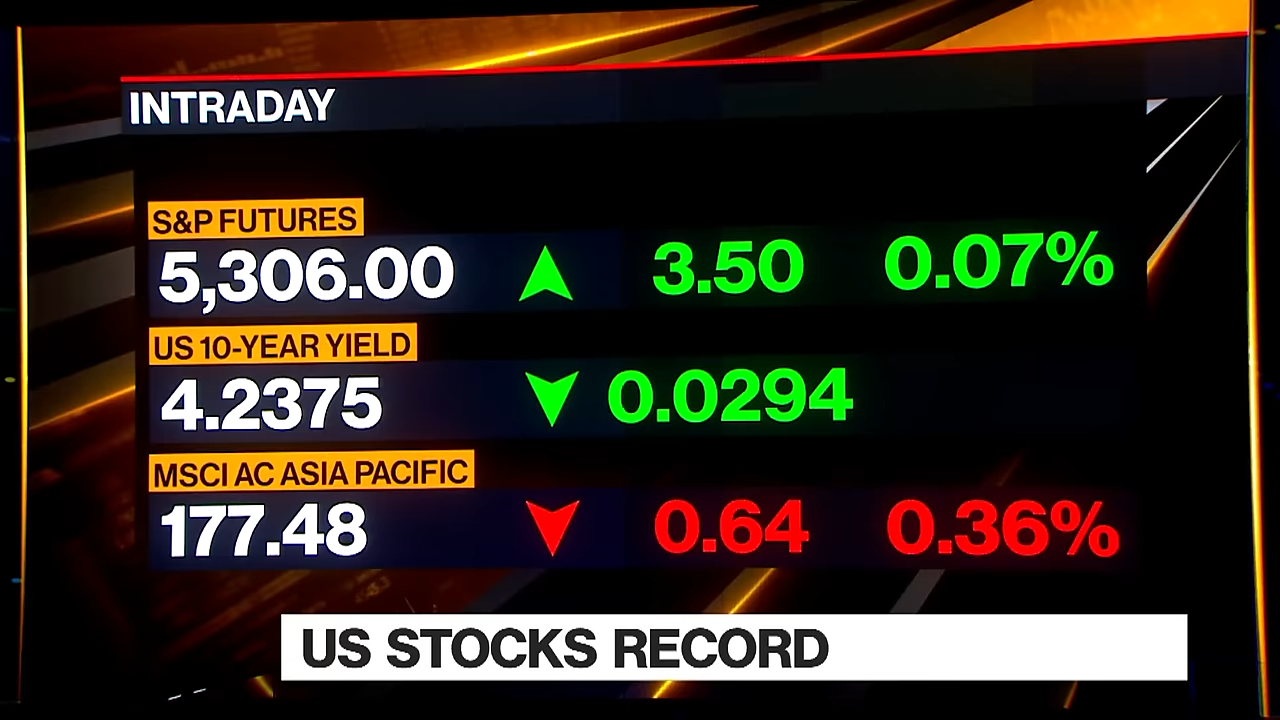 INTRADAY
S&P FUTURES
5,306.00 ▲ 3.50 0.07%
US 10-YEAR YIELD
4.2375 ▼ 0.0294
MSCI AC ASIA PACIFIC
177.48 ▼ 0.64 0.36%
US STOCKS RECORD